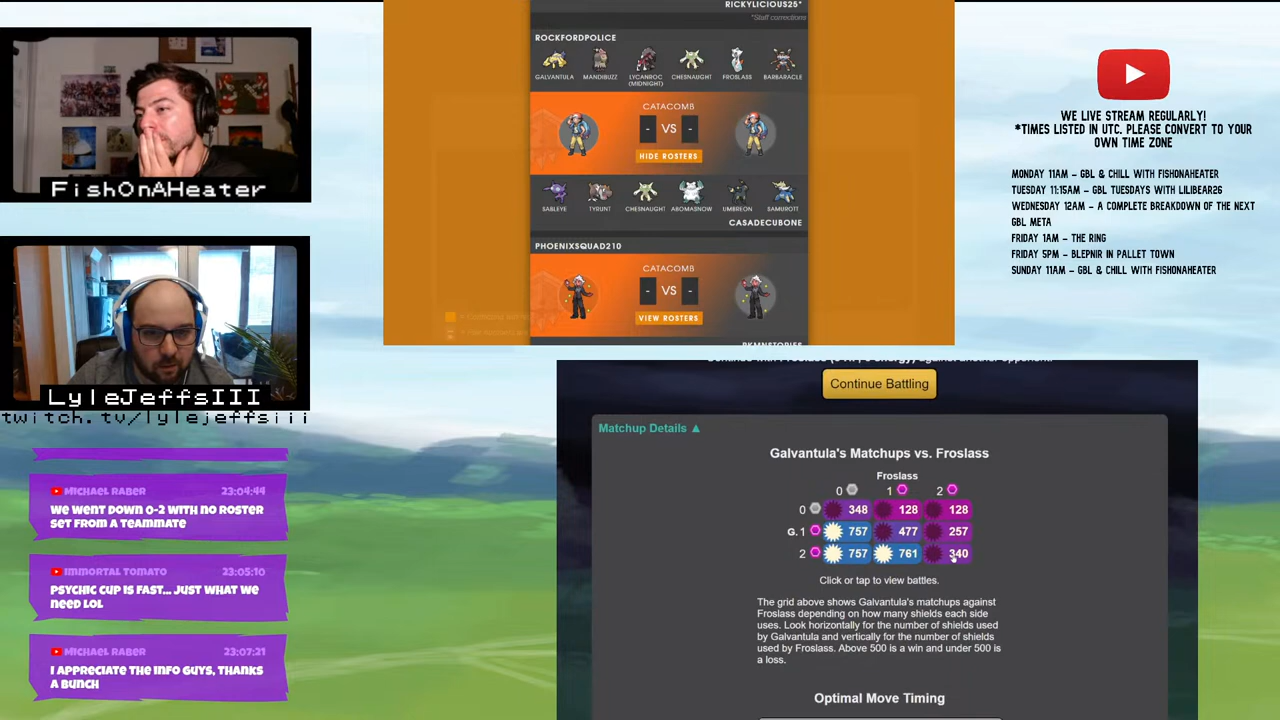 RICKYLICIOUS25*
*Stuff corrections
ROCKFORDPOLICE
GALVANTULA MANDIBUZZ LYCANROC (MIDNIGHT) CHESNAUGHT FROSLASS BARBARACLE
CATACOMB
- VS -
HIDE ROSTERS
SABLEYE TYRUNT CHESNAUGHT ABOMASNOW UMBREON SAMUROTT
CASADECUBONE
PHOENIXSQUAD210
CATACOMB
- VS -
VIEW ROSTERS
PKMNSTORIES
FishOnAHeater
LyleJeffsIII
twitch.tv/lylejeffsiii
MICHAEL RABER 23:04:44
WE WENT DOWN 0-2 WITH NO ROSTER
SET FROM A TEAMMATE
IMMORTAL TOMATO 23:05:10
PSYCHIC CUP IS FAST... JUST WHAT WE
NEED LOL
MICHAEL RABER 23:07:21
I APPRECIATE THE INFO GUYS, THANKS
A BUNCH
WE LIVE STREAM REGULARLY!
*TIMES LISTED IN UTC. PLEASE CONVERT TO YOUR
OWN TIME ZONE
MONDAY 11AM – GBL & CHILL WITH FISHONAHEATER
TUESDAY 11:15AM – GBL TUESDAYS WITH LILIBEAR26
WEDNESDAY 12AM – A COMPLETE BREAKDOWN OF THE NEXT
GBL META
FRIDAY 1AM – THE RING
FRIDAY 5PM – BLEPNIR IN PALLET TOWN
SUNDAY 11AM – GBL & CHILL WITH FISHONAHEATER
Continue Battling
Matchup Details ▲
Galvantula's Matchups vs. Froslass
Froslass
0 1 2
0 348 128 128
G. 1 757 477 257
2 757 761 340
Click or tap to view battles.
The grid above shows Galvantula's matchups against
Froslass depending on how many shields each side
uses. Look horizontally for the number of shields used
by Galvantula and vertically for the number of shields
used by Froslass. Above 500 is a win and under 500 is
a loss.
Optimal Move Timing